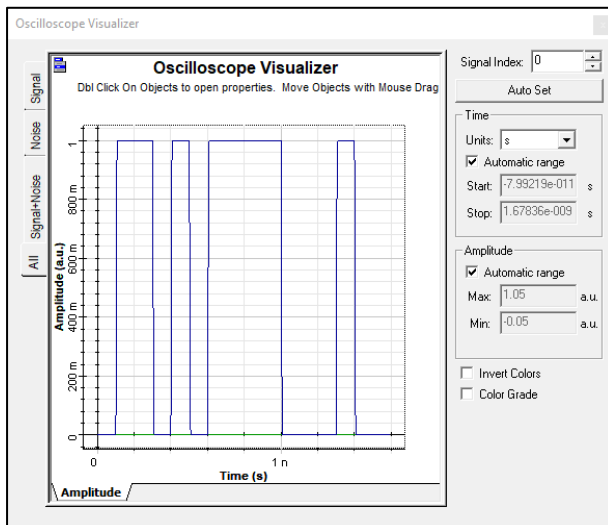 Oscilloscope Visualizer
Signal Index: 0
Auto Set
Time
Units: s
Automatic range
Start: -7.99219e-011 s
Stop: 1.67836e-009 s
Amplitude
Automatic range
Max: 1.05 a.u.
Min: -0.05 a.u.
Invert Colors
Color Grade
Signal
Noise
Signal+Noise
All
Oscilloscope Visualizer
Dbl Click On Objects to open properties. Move Objects with Mouse Drag
Amplitude (a.u.)
1
800 m
600 m
400 m
200 m
0
0 1 n
Time (s)
Amplitude